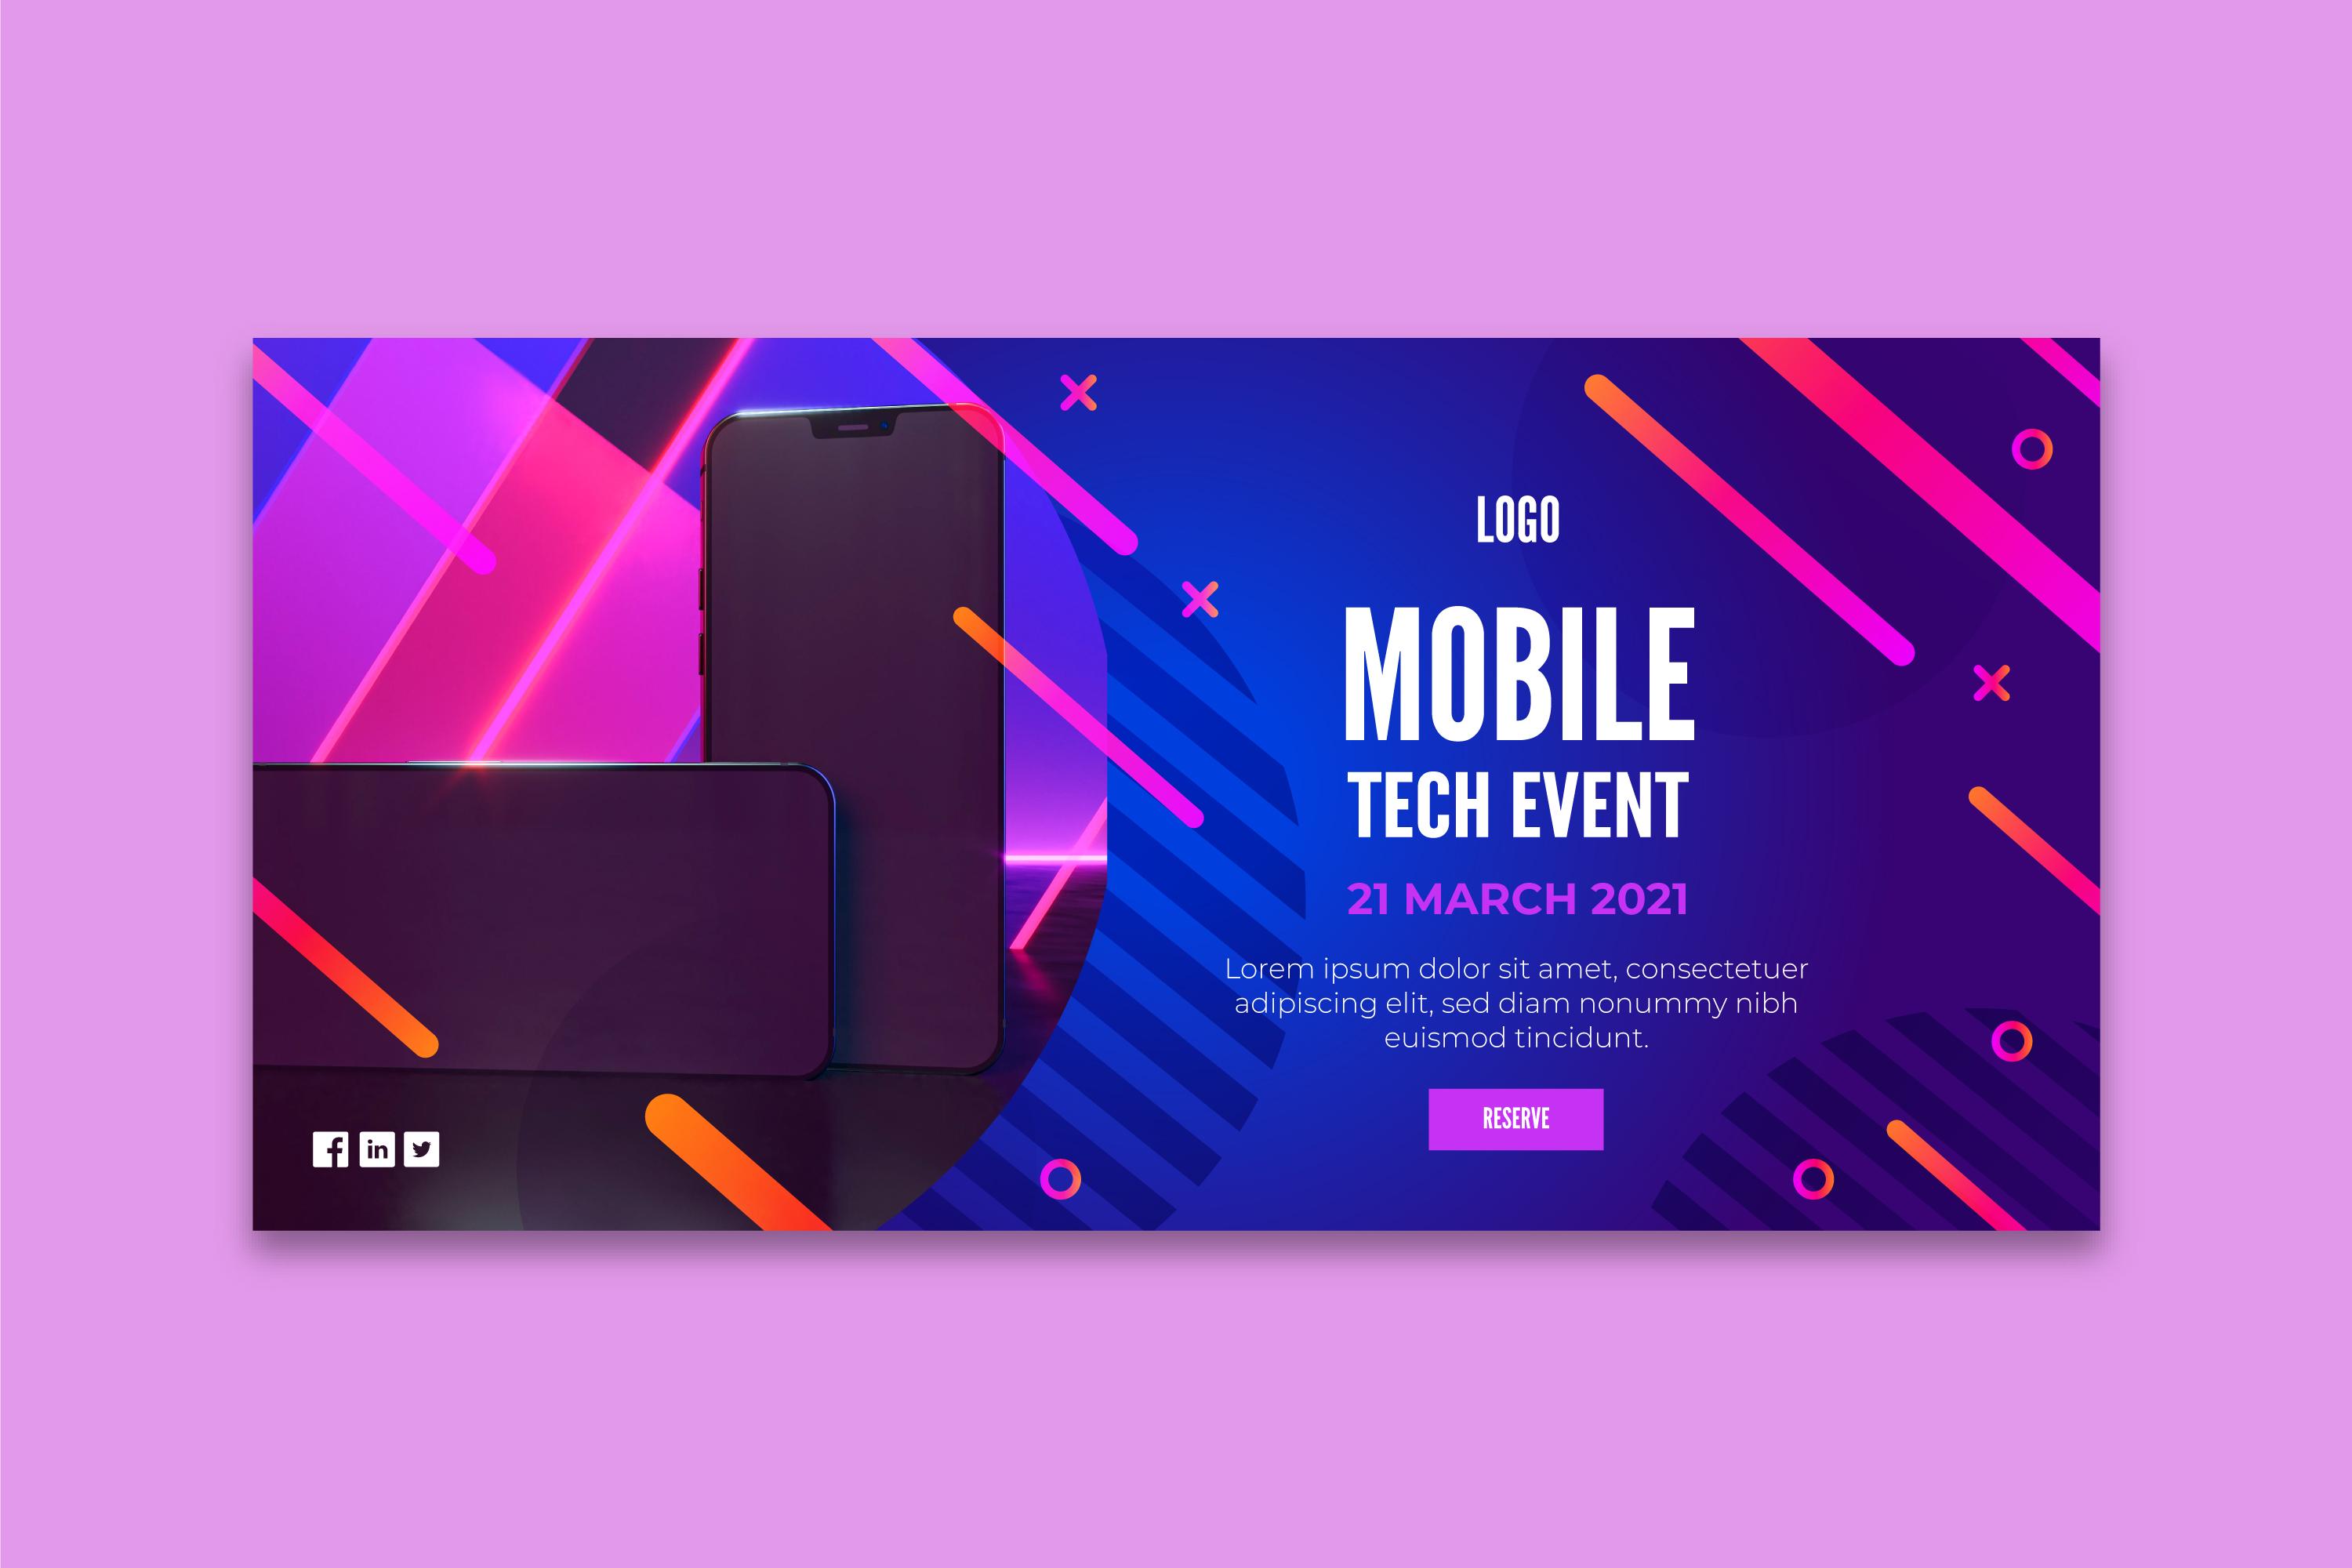 LOGO
MOBILE
TECH EVENT
21 MARCH 2021
Lorem ipsum dolor sit amet, consectetuer
adipiscing elit, sed diam nonummy nibh
euismod tincidunt.
RESERVE
f in